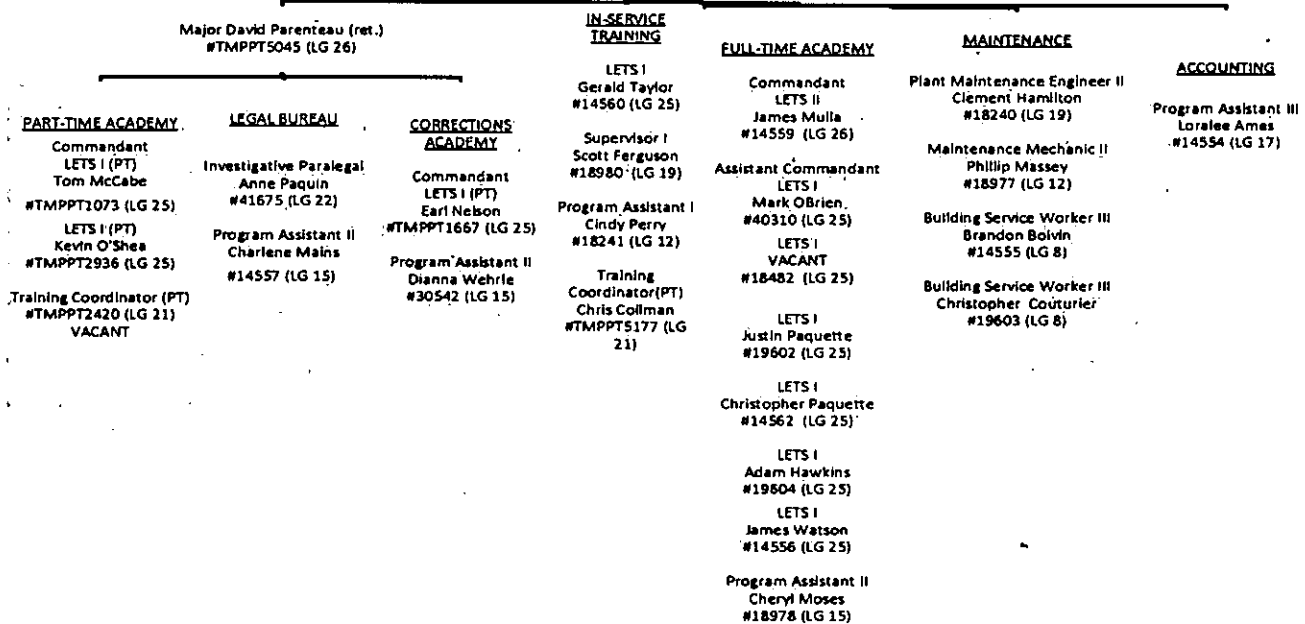 Major David Parenteau (ret.)
#TMPPT5045 (LG 26)
PART-TIME ACADEMY
Commandant
LETS I (PT)
Tom McCabe
#TMPPT1073 (LG 25)
LETS I (PT)
Kevin O'Shea
#TMPPT2936 (LG 25)
Training Coordinator (PT)
#TMPPT2420 (LG 21)
VACANT
LEGAL BUREAU
Investigative Paralegal
Anne Paquin
#41675 (LG 22)
Program Assistant II
Charlene Mains
#14557 (LG 15)
CORRECTIONS
ACADEMY
Commandant
LETS I (PT)
Earl Nelson
#TMPPT1667 (LG 25)
Program Assistant II
Dianna Wehrle
#30542 (LG 15)
IN-SERVICE
TRAINING
LETS I
Gerald Taylor
#14560 (LG 25)
Supervisor I
Scott Ferguson
#18980 (LG 19)
Program Assistant I
Cindy Perry
#18241 (LG 12)
Training
Coordinator(PT)
Chris Collman
#TMPPT5177 (LG
21)
FULL-TIME ACADEMY
Commandant
LETS II
James Mulla
#14559 (LG 26)
Assistant Commandant
LETS I
Mark OBrien
#40310 (LG 25)
LETS I
VACANT
#18482 (LG 25)
LETS I
Justin Paquette
#19602 (LG 25)
LETS I
Christopher Paquette
#14562 (LG 25)
LETS I
Adam Hawkins
#19604 (LG 25)
LETS I
James Watson
#14556 (LG 25)
Program Assistant II
Cheryl Moses
#18978 (LG 15)
MAINTENANCE
Plant Maintenance Engineer II
Clement Hamilton
#18240 (LG 19)
Maintenance Mechanic II
Phillip Massey
#18977 (LG 12)
Building Service Worker III
Brandon Boivin
#14555 (LG 8)
Building Service Worker III
Christopher Couturier
#19603 (LG 8)
ACCOUNTING
Program Assistant III
Loralee Ames
#14554 (LG 17)